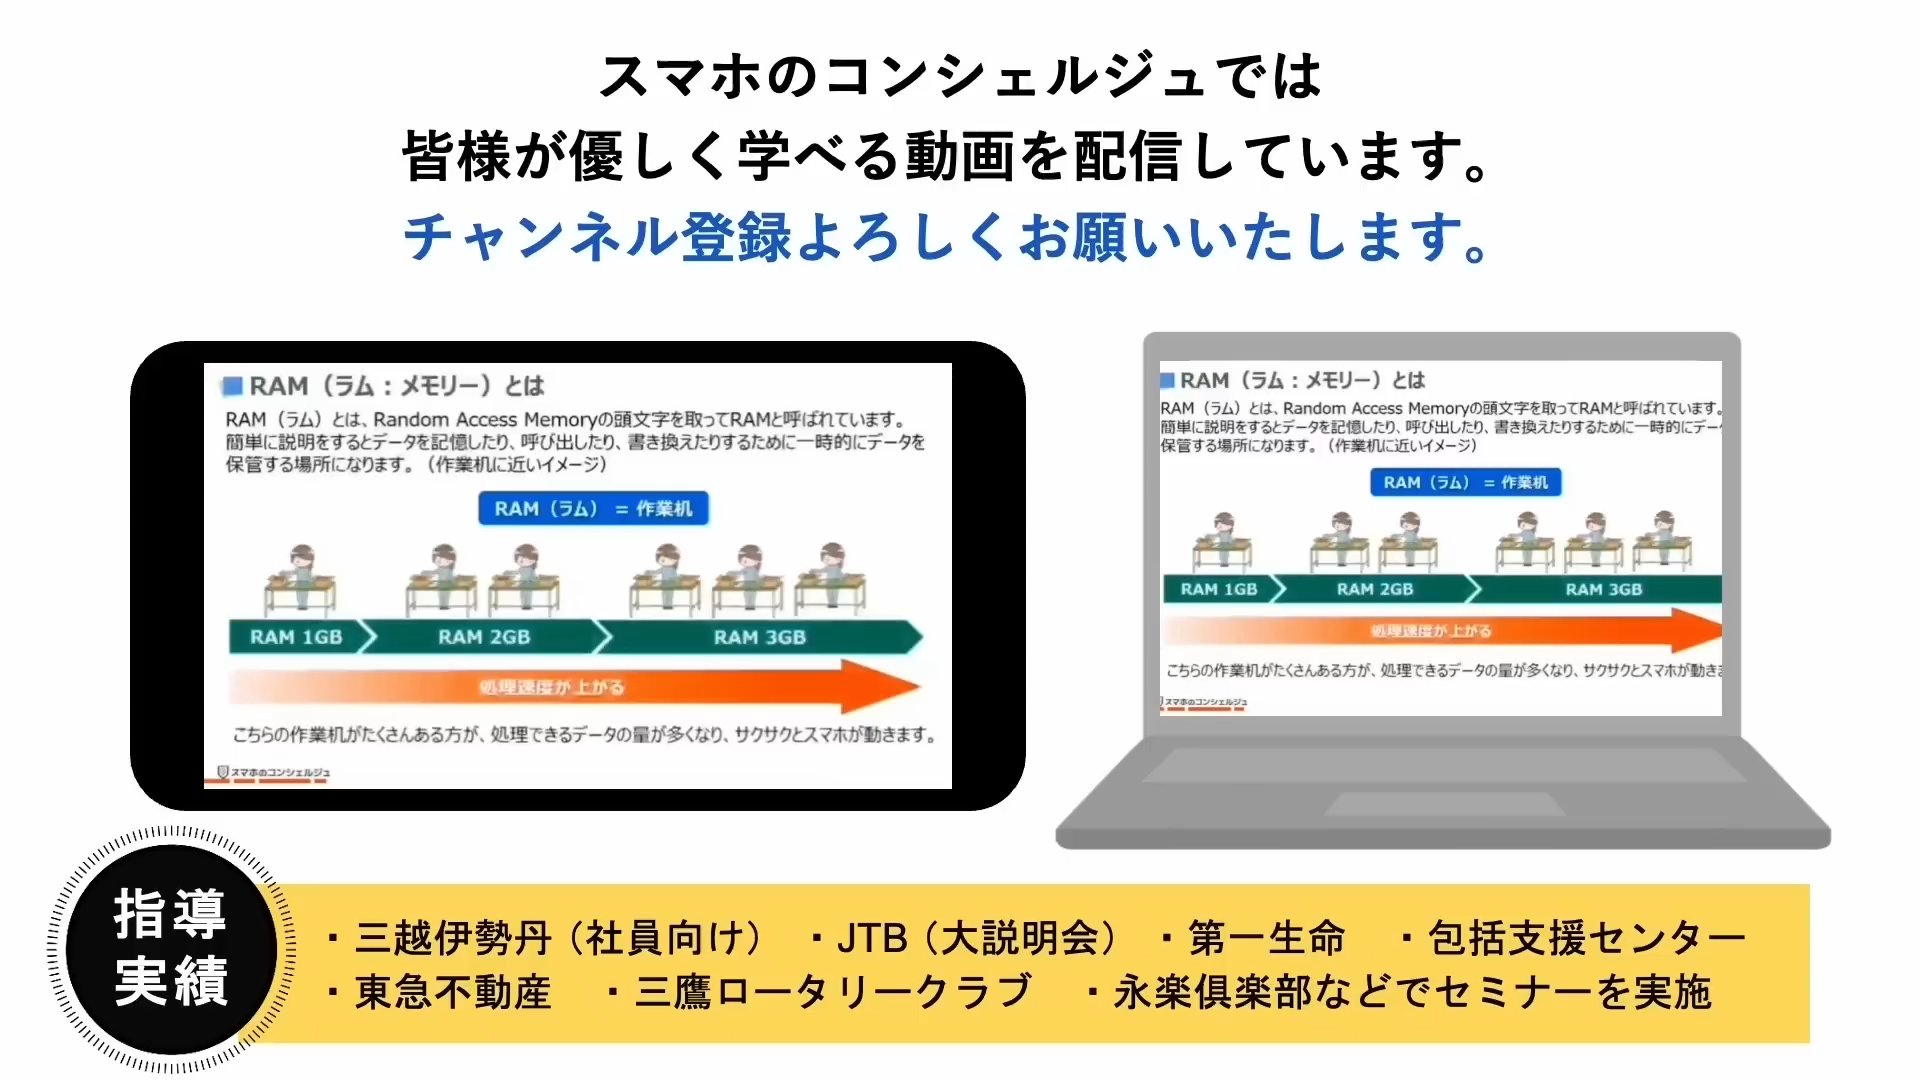 スマホのコンシェルジュでは
皆様が優しく学べる動画を配信しています。
チャンネル登録よろしくお願いいたします。
RAM（ラム：メモリー）とは
RAM（ラム）とは、Random Access Memoryの頭文字を取ってRAMと呼ばれています。
簡単に説明をするとデータを記憶したり、呼び出したり、書き換えたりするために一時的にデータを
保管する場所になります。（作業机に近いイメージ）
RAM（ラム） = 作業机
RAM 1GB RAM 2GB RAM 3GB
処理速度が上がる
こちらの作業机がたくさんある方が、処理できるデータの量が多くなり、サクサクとスマホが動きます。
スマホのコンシェルジュ
RAM（ラム：メモリー）とは
RAM（ラム）とは、Random Access Memoryの頭文字を取ってRAMと呼ばれています。
簡単に説明をするとデータを記憶したり、呼び出したり、書き換えたりするために一時的にデー
保管する場所になります。（作業机に近いイメージ）
RAM（ラム） = 作業机
RAM 1GB RAM 2GB RAM 3GB
処理速度が上がる
こちらの作業机がたくさんある方が、処理できるデータの量が多くなり、サクサクとスマホが動き
スマホのコンシェルジュ
指導
実績
・三越伊勢丹（社員向け） ・JTB（大説明会） ・第一生命 ・包括支援センター
・東急不動産 ・三鷹ロータリークラブ ・永楽倶楽部などでセミナーを実施